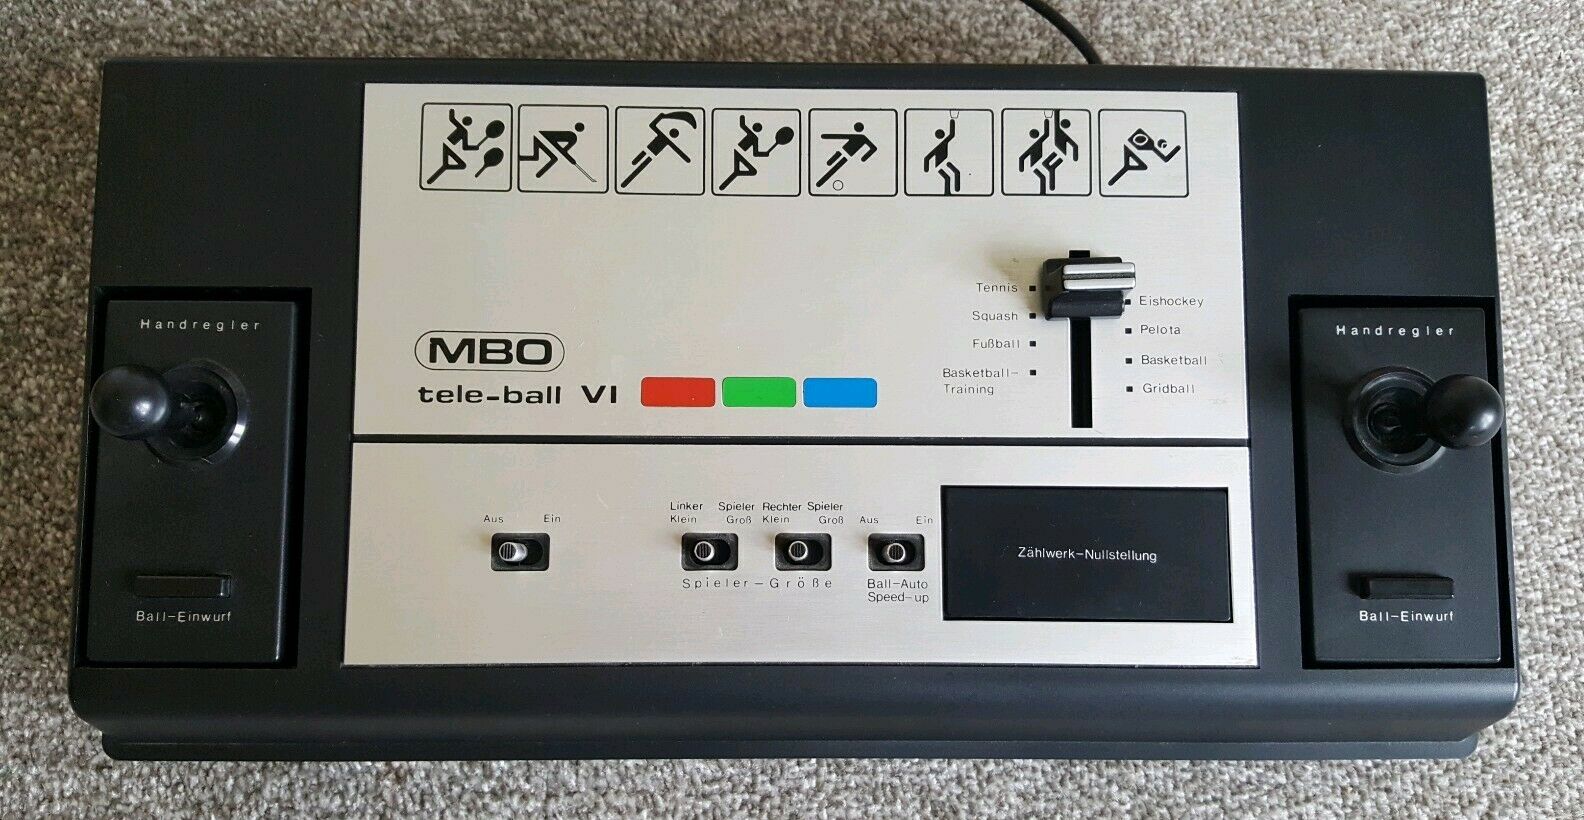 Handregler
Ball-Einwurf
MBO
tele-ball VI
Tennis
Squash
Fußball
Basketball-
Training
Eishockey
Pelota
Basketball
Gridball
Aus Ein
Linker Spieler
Klein Groß
Rechter Spieler
Klein Groß
Spieler-Größe
Aus Ein
Ball-Auto
Speed-up
Zählwerk-Nullstellung
Handregler
Ball-Einwurf